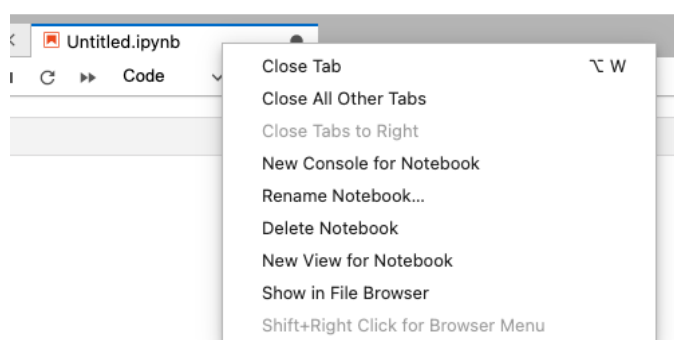 Untitled.ipynb
Code
Close Tab ⌥ W
Close All Other Tabs
Close Tabs to Right
New Console for Notebook
Rename Notebook...
Delete Notebook
New View for Notebook
Show in File Browser
Shift+Right Click for Browser Menu